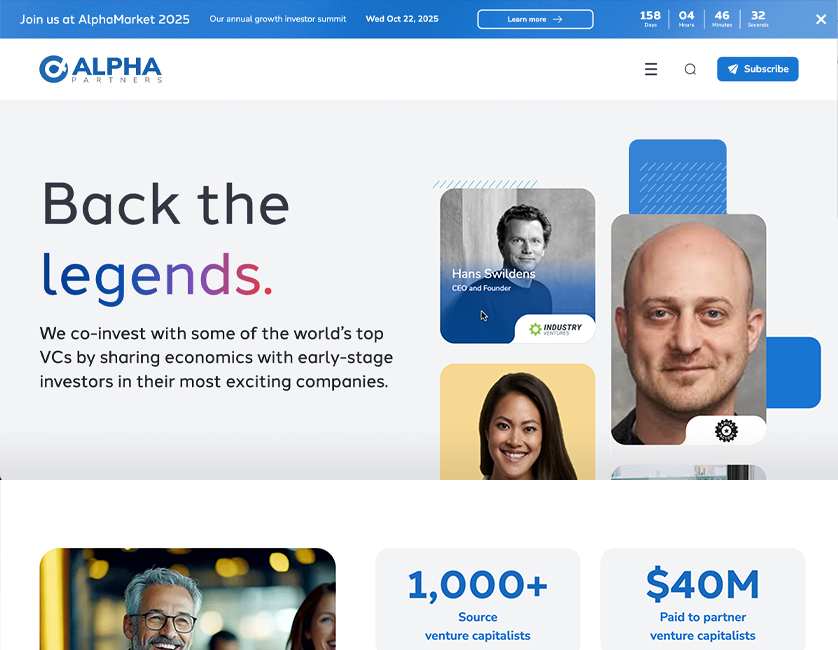 Join us at AlphaMarket 2025
Our annual growth investor summit
Wed Oct 22, 2025
Learn more
158 04 46 32
Days Hours Minutes Seconds
ALPHA
PARTNERS
Subscribe
Back the
legends.
We co-invest with some of the world's top
VCs by sharing economics with early-stage
investors in their most exciting companies.
Hans Swildens
CEO and Founder
INDUSTRY
VENTURES
1,000+
Source
venture capitalists
$40M
Paid to partner
venture capitalists